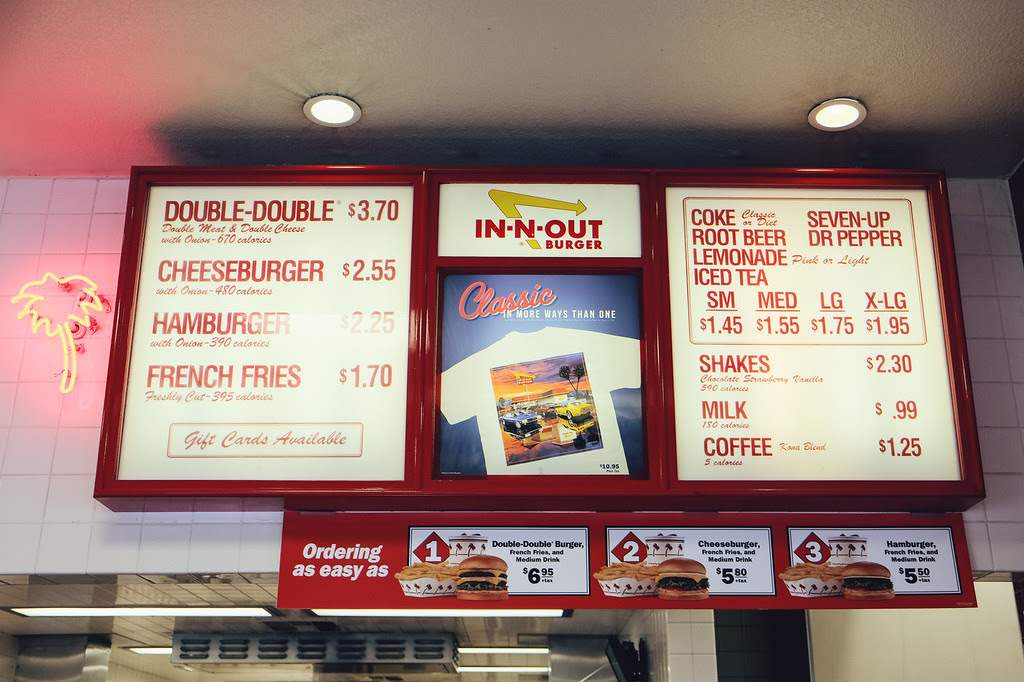 DOUBLE-DOUBLE® $3.70
Double Meat & Double Cheese
with Onion-670 calories
CHEESEBURGER $2.55
with Onion-480 calories
HAMBURGER $2.25
with Onion-390 calories
FRENCH FRIES $1.70
Freshly Cut-395 calories
Gift Cards Available
IN-N-OUT
® BURGER
Classic
IN MORE WAYS THAN ONE
$10.95
Plus Tax
COKE Classic or Diet SEVEN-UP
ROOT BEER DR PEPPER
LEMONADE Pink or Light
ICED TEA
SM MED LG X-LG
$1.45 $1.55 $1.75 $1.95
SHAKES $2.30
Chocolate Strawberry Vanilla
590 calories
MILK $ .99
180 calories
COFFEE Kona Blend $1.25
5 calories
Ordering
as easy as
1
Double-Double® Burger,
French Fries, and
Medium Drink
$6.95 +tax
2
Cheeseburger,
French Fries, and
Medium Drink
$5.80 +tax
3
Hamburger,
French Fries, and
Medium Drink
$5.50 +tax